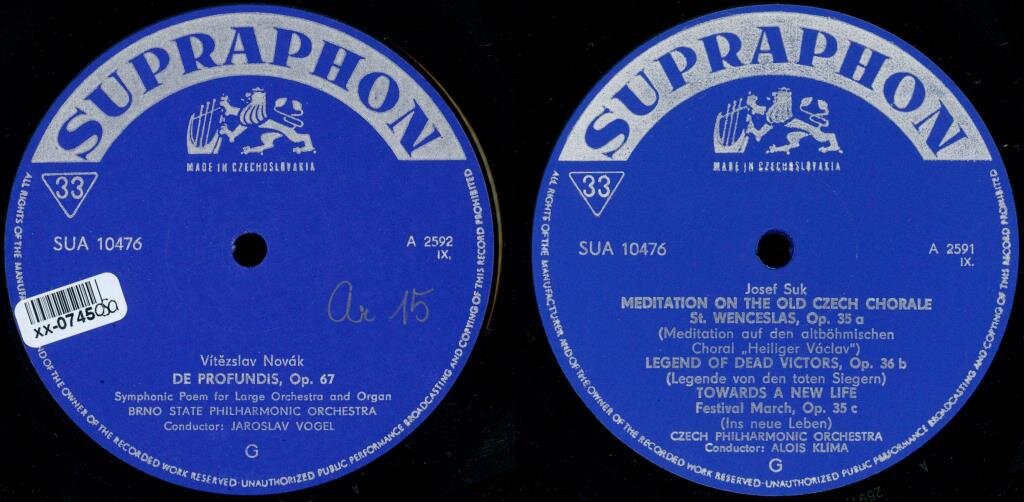 SUPRAPHON
MADE IN CZECHOSLOVAKIA
33
SUA 10476
A 2592
IX.
Ar 15
xx-0745
Vítězslav Novák
DE PROFUNDIS, Op. 67
Symphonic Poem for Large Orchestra and Organ
BRNO STATE PHILHARMONIC ORCHESTRA
Conductor: JAROSLAV VOGEL
G
ALL RIGHTS OF THE MANUF
OF THE OWNER OF THE RECORDED WORK RESERVED-UNAUTHORIZED PUBLIC PERFORMANCE BROADCASTING AND COPYING OF THIS RECORD PROHIBITED
SUPRAPHON
MADE IN CZECHOSLOVAKIA
33
SUA 10476
A 2591
IX.
Josef Suk
MEDITATION ON THE OLD CZECH CHORALE
St. WENCESLAS, Op. 35 a
(Meditation auf den altböhmischen
Choral „Heiliger Václav")
LEGEND OF DEAD VICTORS, Op. 36 b
(Legende von den toten Siegern)
TOWARDS A NEW LIFE
Festival March, Op. 35 c
(Ins neue Leben)
CZECH PHILHARMONIC ORCHESTRA
Conductor: ALOIS KLÍMA
G
ALL RIGHTS OF THE MANUFACTURER AND OF THE OWNER OF THE RECORDED WORK RESERVED-UNAUTHORIZED PUBLIC PERFORMANCE BROADCASTING AND COPYING OF THIS RECORD PROHIBITED